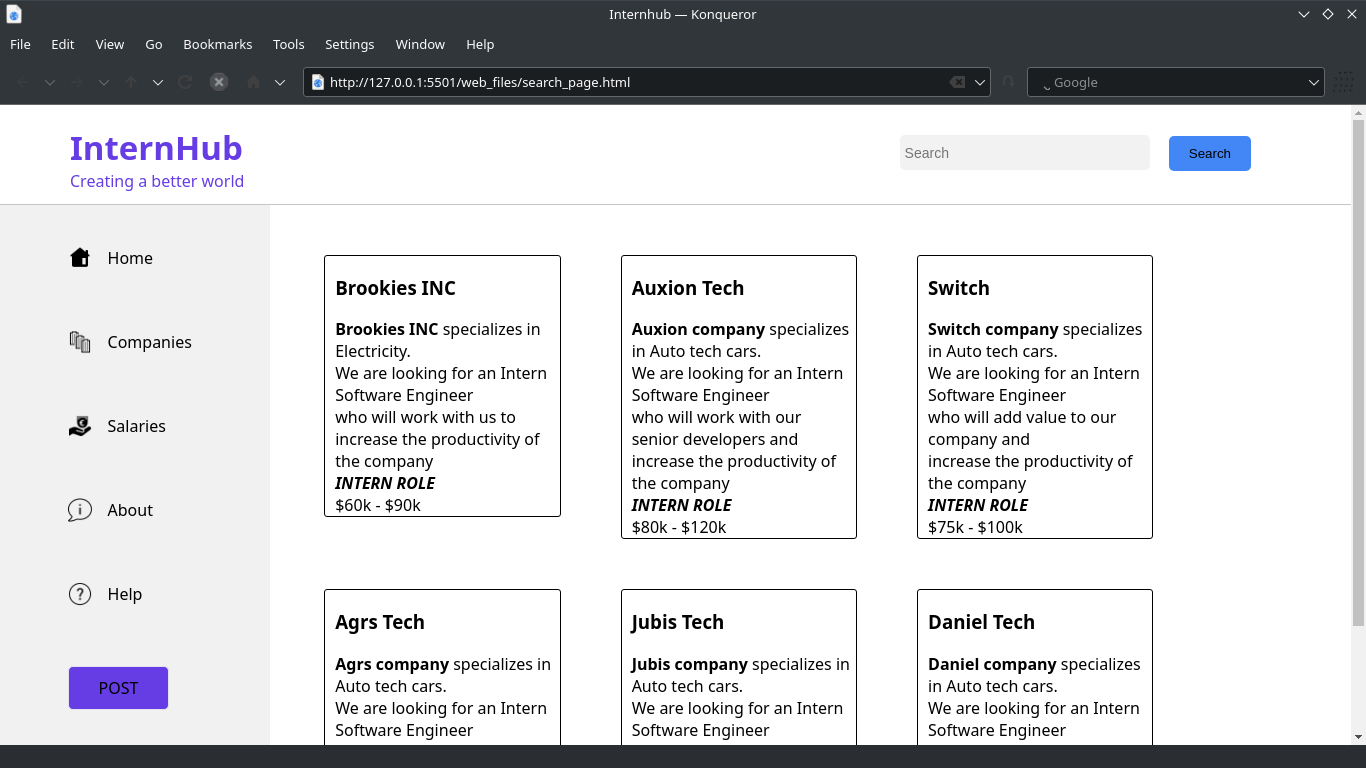 Internhub — Konqueror
File Edit View Go Bookmarks Tools Settings Window Help
http://127.0.0.1:5501/web_files/search_page.html
Google
InternHub
Creating a better world
Search
Search
Home
Companies
Salaries
About
Help
POST
Brookies INC
Brookies INC specializes in
Electricity.
We are looking for an Intern
Software Engineer
who will work with us to
increase the productivity of
the company
INTERN ROLE
$60k - $90k
Auxion Tech
Auxion company specializes
in Auto tech cars.
We are looking for an Intern
Software Engineer
who will work with our
senior developers and
increase the productivity of
the company
INTERN ROLE
$80k - $120k
Switch
Switch company specializes
in Auto tech cars.
We are looking for an Intern
Software Engineer
who will add value to our
company and
increase the productivity of
the company
INTERN ROLE
$75k - $100k
Agrs Tech
Agrs company specializes in
Auto tech cars.
We are looking for an Intern
Software Engineer
Jubis Tech
Jubis company specializes in
Auto tech cars.
We are looking for an Intern
Software Engineer
Daniel Tech
Daniel company specializes
in Auto tech cars.
We are looking for an Intern
Software Engineer